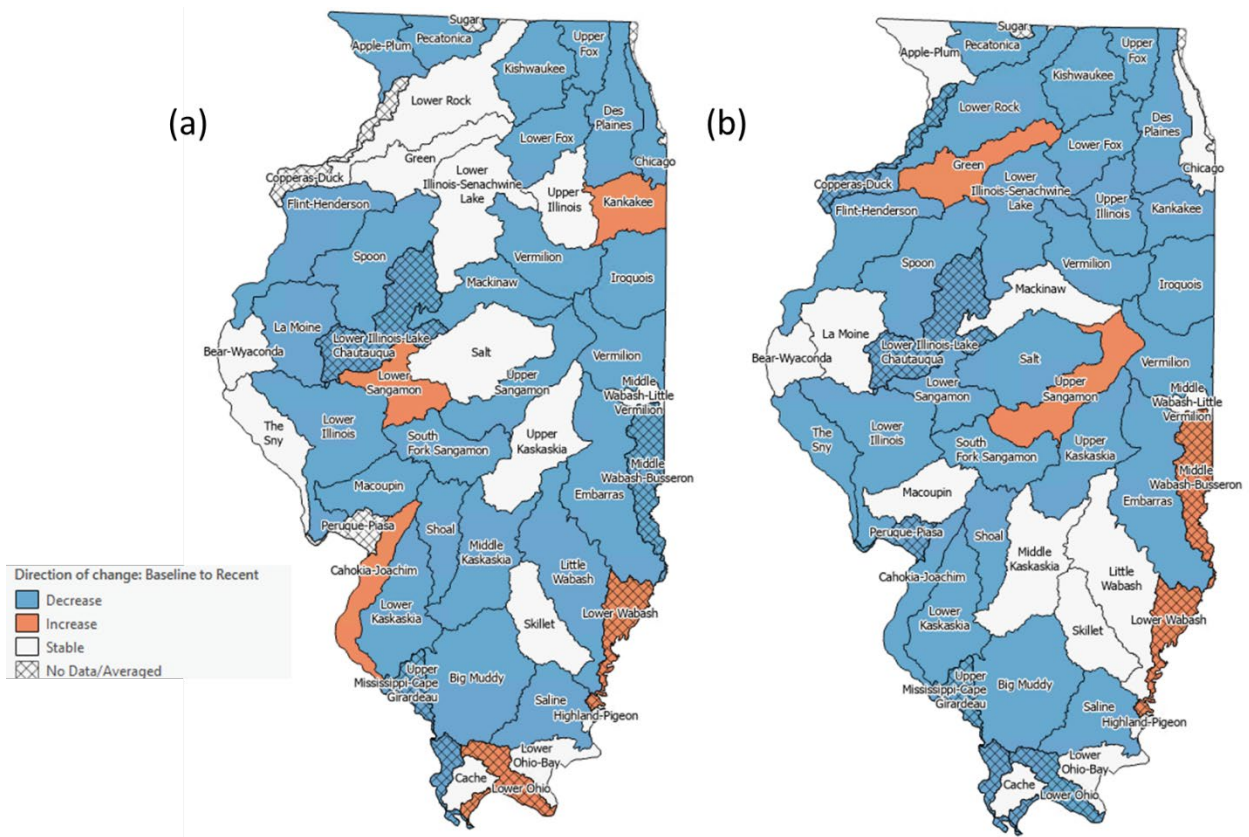 (a)
Sugar
Apple-Plum
Pecatonica
Upper
Fox
Kishwaukee
Lower Rock
Des
Plaines
Lower Fox
Chicago
Green
Lower
Illinois-Senachwine
Lake
Upper
Illinois
Copperas-Duck
Kankakee
Flint-Henderson
Spoon
Vermilion
Mackinaw
Iroquois
La Moine
Lower Illinois-Lake
Chautauqua
Bear-Wyaconda
Salt
Vermilion
Lower
Sangamon
Upper
Sangamon
Middle
Wabash-Little
Vermilion
The
Sny
Lower
Illinois
South
Fork Sangamon
Upper
Kaskaskia
Middle
Wabash-Busseron
Macoupin
Embarras
Peruque-Piasa
Shoal
Middle
Kaskaskia
Cahokia-Joachim
Little
Wabash
Lower
Kaskaskia
Lower Wabash
Skillet
Upper
Mississippi-Cape
Girardeau
Big Muddy
Saline
Highland-Pigeon
Lower
Ohio-Bay
Cache
Lower Ohio
(b)
Sugar
Apple-Plum
Pecatonica
Upper
Fox
Kishwaukee
Lower Rock
Des
Plaines
Lower Fox
Chicago
Green
Lower
Illinois-Senachwine
Lake
Upper
Illinois
Copperas-Duck
Kankakee
Flint-Henderson
Spoon
Vermilion
Mackinaw
Iroquois
La Moine
Lower Illinois-Lake
Chautauqua
Bear-Wyaconda
Salt
Vermilion
Lower
Sangamon
Upper
Sangamon
Middle
Wabash-Little
Vermilion
The
Sny
Lower
Illinois
South
Fork Sangamon
Upper
Kaskaskia
Middle
Wabash-Busseron
Macoupin
Embarras
Peruque-Piasa
Shoal
Middle
Kaskaskia
Cahokia-Joachim
Little
Wabash
Lower
Kaskaskia
Lower Wabash
Skillet
Upper
Mississippi-Cape
Girardeau
Big Muddy
Saline
Highland-Pigeon
Lower
Ohio-Bay
Cache
Lower Ohio
Direction of change: Baseline to Recent
Decrease
Increase
Stable
No Data/Averaged